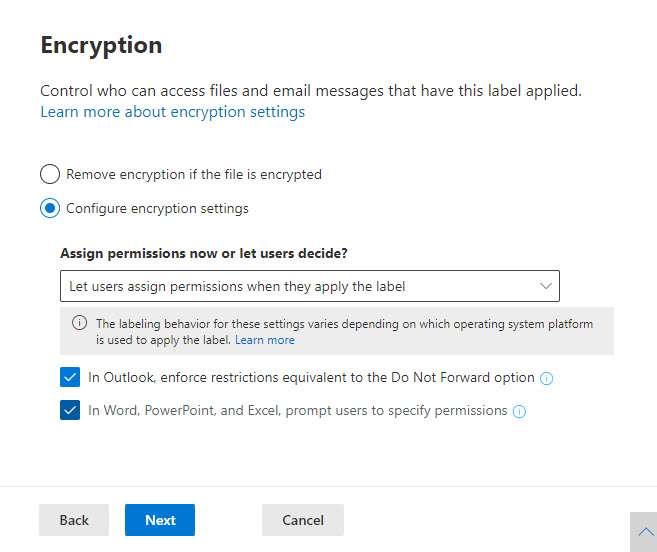 Encryption
Control who can access files and email messages that have this label applied.
Learn more about encryption settings
Remove encryption if the file is encrypted
Configure encryption settings
Assign permissions now or let users decide?
Let users assign permissions when they apply the label
The labeling behavior for these settings varies depending on which operating system platform
is used to apply the label. Learn more
In Outlook, enforce restrictions equivalent to the Do Not Forward option
In Word, PowerPoint, and Excel, prompt users to specify permissions
Back Next Cancel